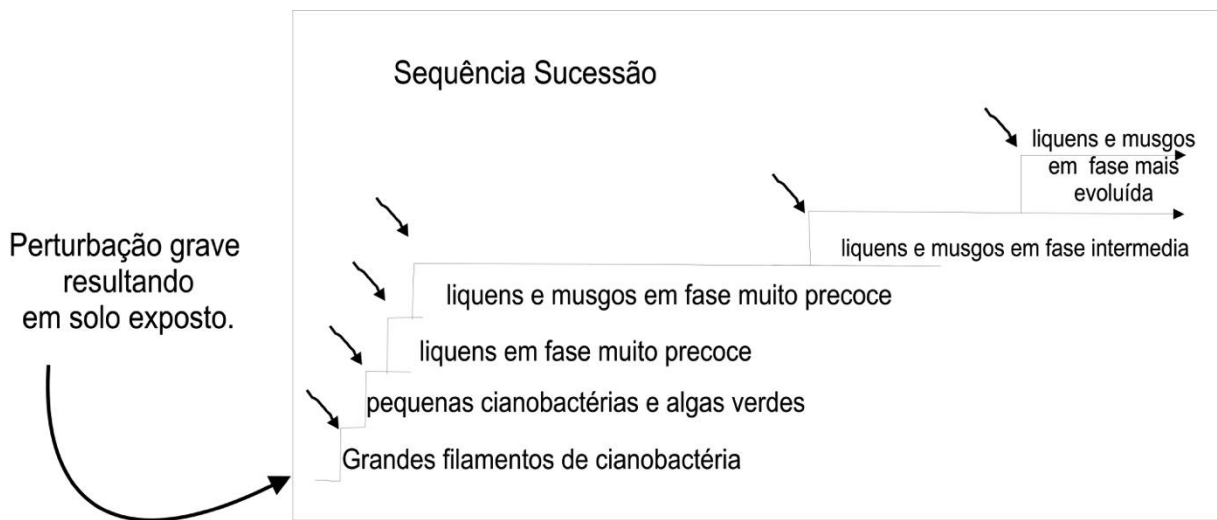 Sequência Sucessão
liquens e musgos
em fase mais
evoluída
liquens e musgos em fase intermedia
Perturbação grave
resultando
em solo exposto.
liquens e musgos em fase muito precoce
liquens em fase muito precoce
pequenas cianobactérias e algas verdes
Grandes filamentos de cianobactéria